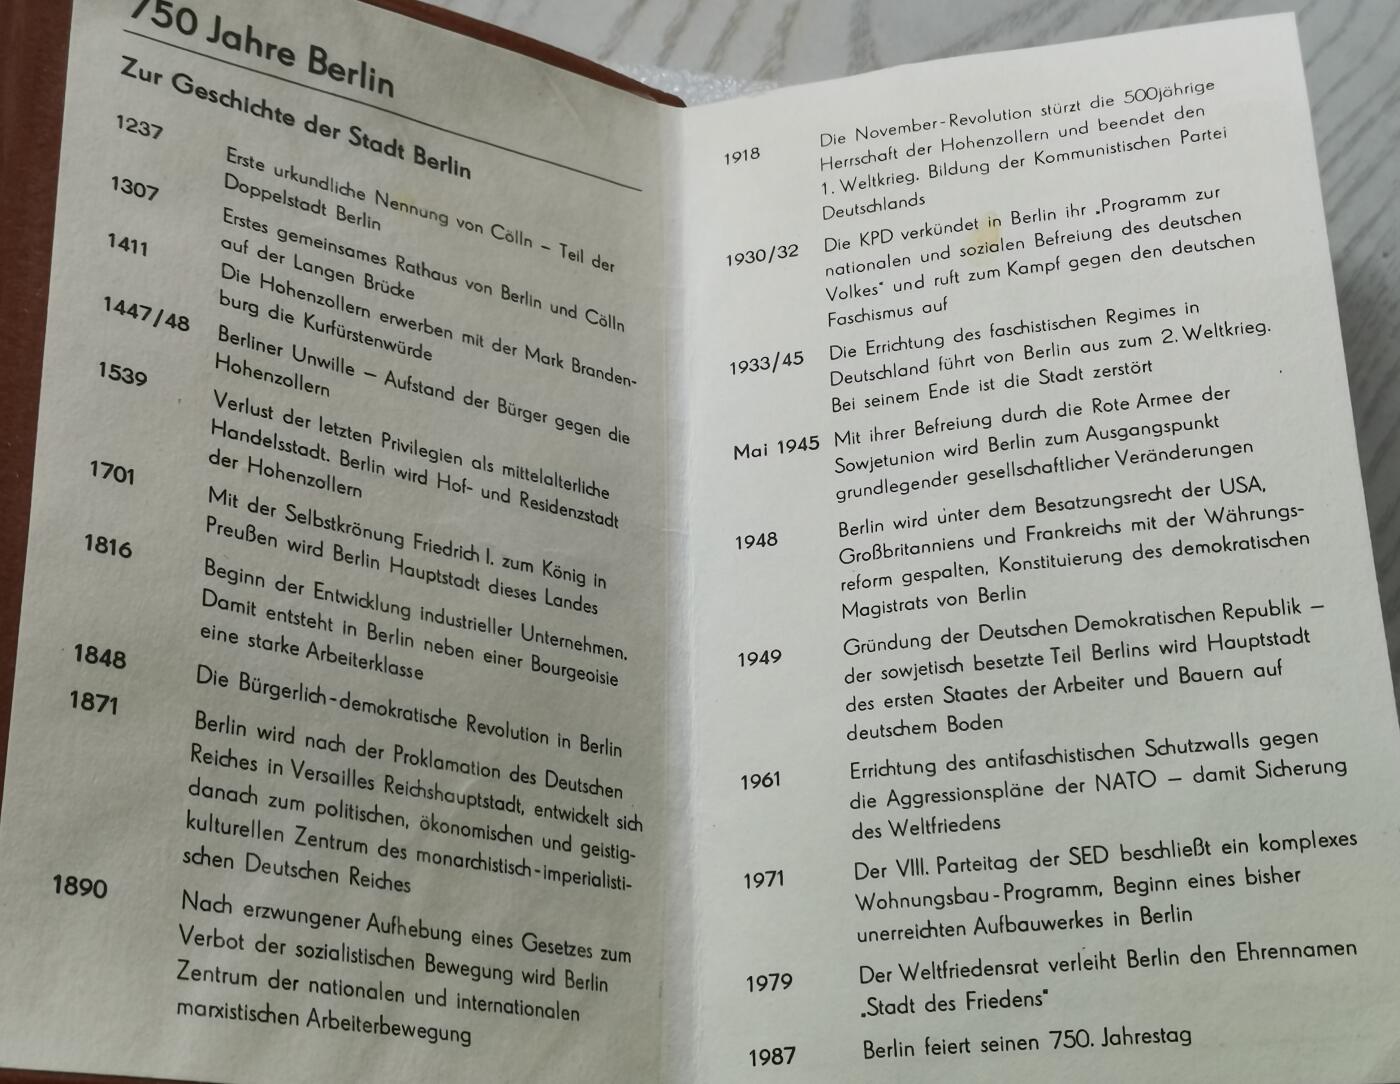 750 Jahre Berlin
Zur Geschichte der Stadt Berlin
1237 Erste urkundliche Nennung von Cölln – Teil der
Doppelstadt Berlin
1307 Erstes gemeinsames Rathaus von Berlin und Cölln
auf der Langen Brücke
1411 Die Hohenzollern erwerben mit der Mark Branden-
burg die Kurfürstenwürde
1447/48 Berliner Unwille – Aufstand der Bürger gegen die
Hohenzollern
1539 Verlust der letzten Privilegien als mittelalterliche
Handelsstadt. Berlin wird Hof- und Residenzstadt
der Hohenzollern
1701 Mit der Selbstkrönung Friedrich I. zum König in
Preußen wird Berlin Hauptstadt dieses Landes
1816 Beginn der Entwicklung industrieller Unternehmen.
Damit entsteht in Berlin neben einer Bourgeoisie
eine starke Arbeiterklasse
1848 Die Bürgerlich-demokratische Revolution in Berlin
1871 Berlin wird nach der Proklamation des Deutschen
Reiches in Versailles Reichshauptstadt, entwickelt sich
danach zum politischen, ökonomischen und geistig-
kulturellen Zentrum des monarchistisch-imperialisti-
schen Deutschen Reiches
1890 Nach erzwungener Aufhebung eines Gesetzes zum
Verbot der sozialistischen Bewegung wird Berlin
Zentrum der nationalen und internationalen
marxistischen Arbeiterbewegung
1918 Die November-Revolution stürzt die 500jährige
Herrschaft der Hohenzollern und beendet den
1. Weltkrieg. Bildung der Kommunistischen Partei
Deutschlands
1930/32 Die KPD verkündet in Berlin ihr „Programm zur
nationalen und sozialen Befreiung des deutschen
Volkes“ und ruft zum Kampf gegen den deutschen
Faschismus auf
1933/45 Die Errichtung des faschistischen Regimes in
Deutschland führt von Berlin aus zum 2. Weltkrieg.
Bei seinem Ende ist die Stadt zerstört
Mai 1945 Mit ihrer Befreiung durch die Rote Armee der
Sowjetunion wird Berlin zum Ausgangspunkt
grundlegender gesellschaftlicher Veränderungen
1948 Berlin wird unter dem Besatzungsrecht der USA,
Großbritanniens und Frankreichs mit der Währungs-
reform gespalten, Konstituierung des demokratischen
Magistrats von Berlin
1949 Gründung der Deutschen Demokratischen Republik –
der sowjetisch besetzte Teil Berlins wird Hauptstadt
des ersten Staates der Arbeiter und Bauern auf
deutschem Boden
1961 Errichtung des antifaschistischen Schutzwalls gegen
die Aggressionspläne der NATO – damit Sicherung
des Weltfriedens
1971 Der VIII. Parteitag der SED beschließt ein komplexes
Wohnungsbau-Programm, Beginn eines bisher
unerreichten Aufbauwerkes in Berlin
1979 Der Weltfriedensrat verleiht Berlin den Ehrennamen
„Stadt des Friedens“
1987 Berlin feiert seinen 750. Jahrestag